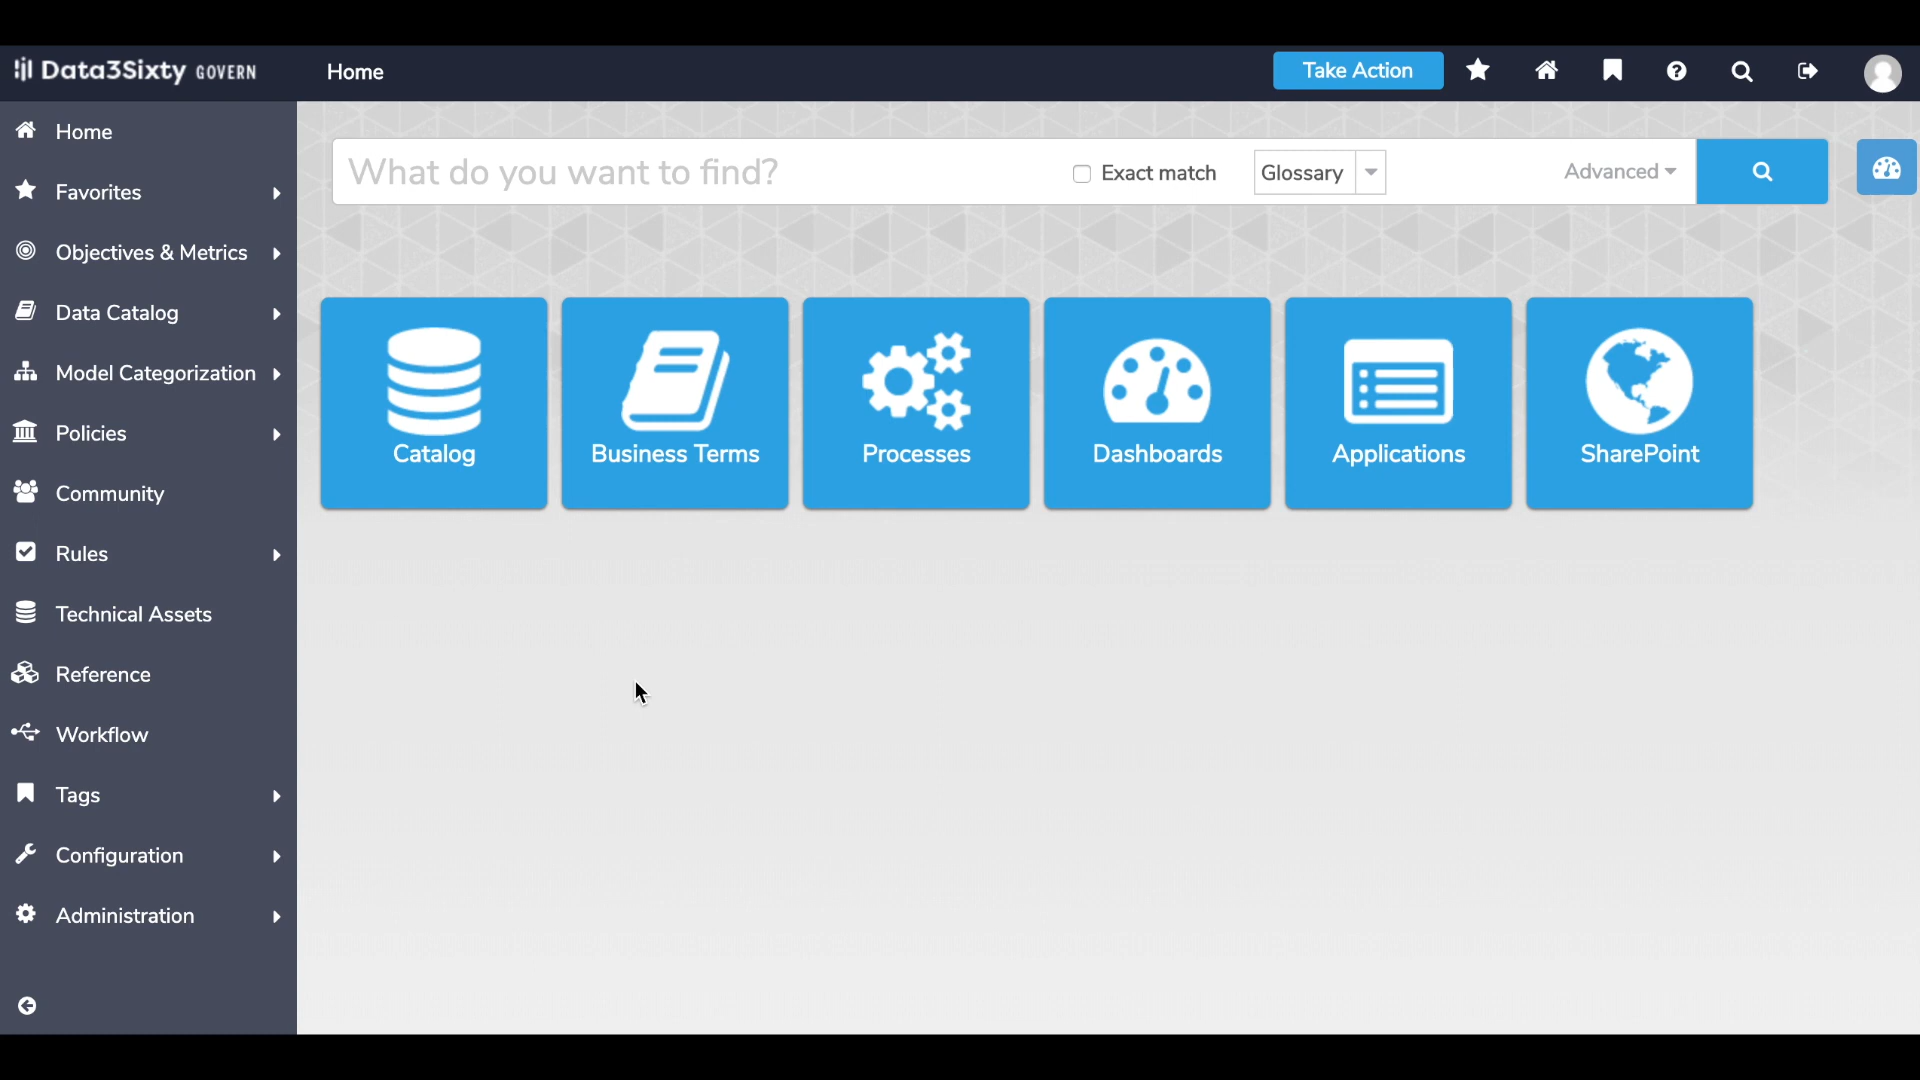 Data3Sixty GOVERN
Home
Take Action
Home
Favorites
Objectives & Metrics
Data Catalog
Model Categorization
Policies
Community
Rules
Technical Assets
Reference
Workflow
Tags
Configuration
Administration
What do you want to find?
Exact match
Glossary
Advanced
Catalog
Business Terms
Processes
Dashboards
Applications
SharePoint